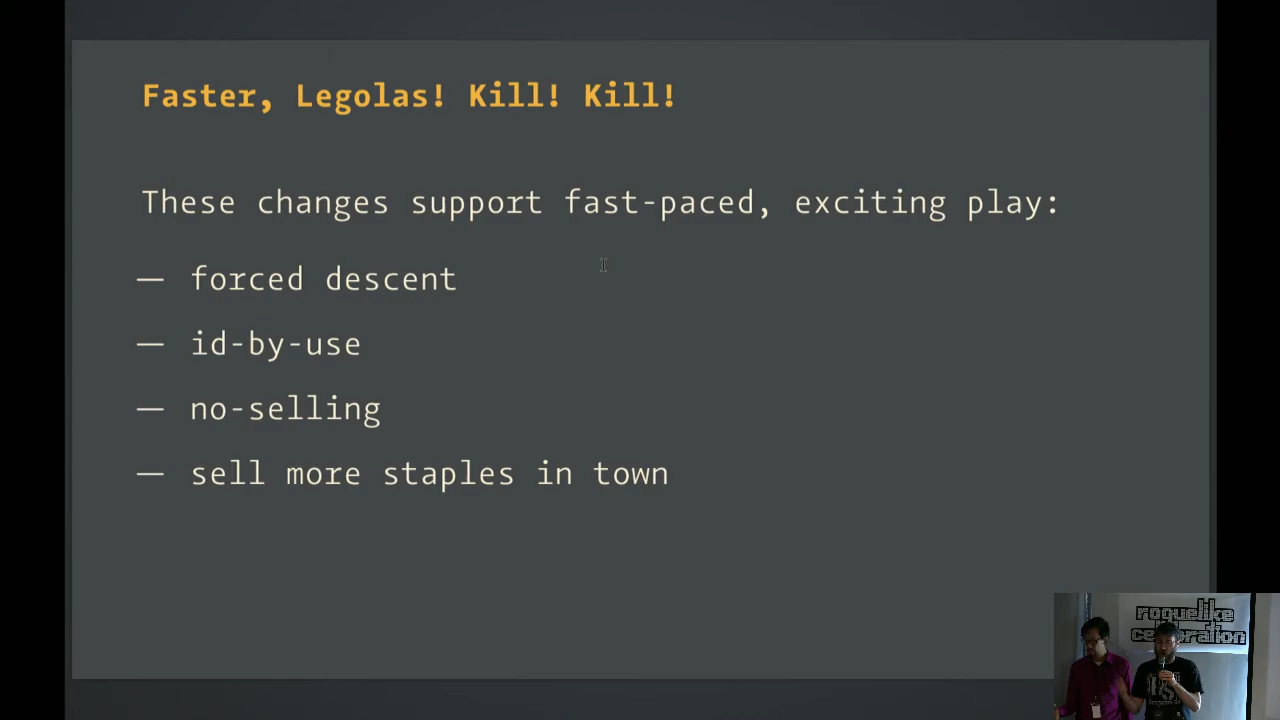 Faster, Legolas! Kill! Kill!
These changes support fast-paced, exciting play:
— forced descent
— id-by-use
— no-selling
— sell more staples in town
roguelike
celebration